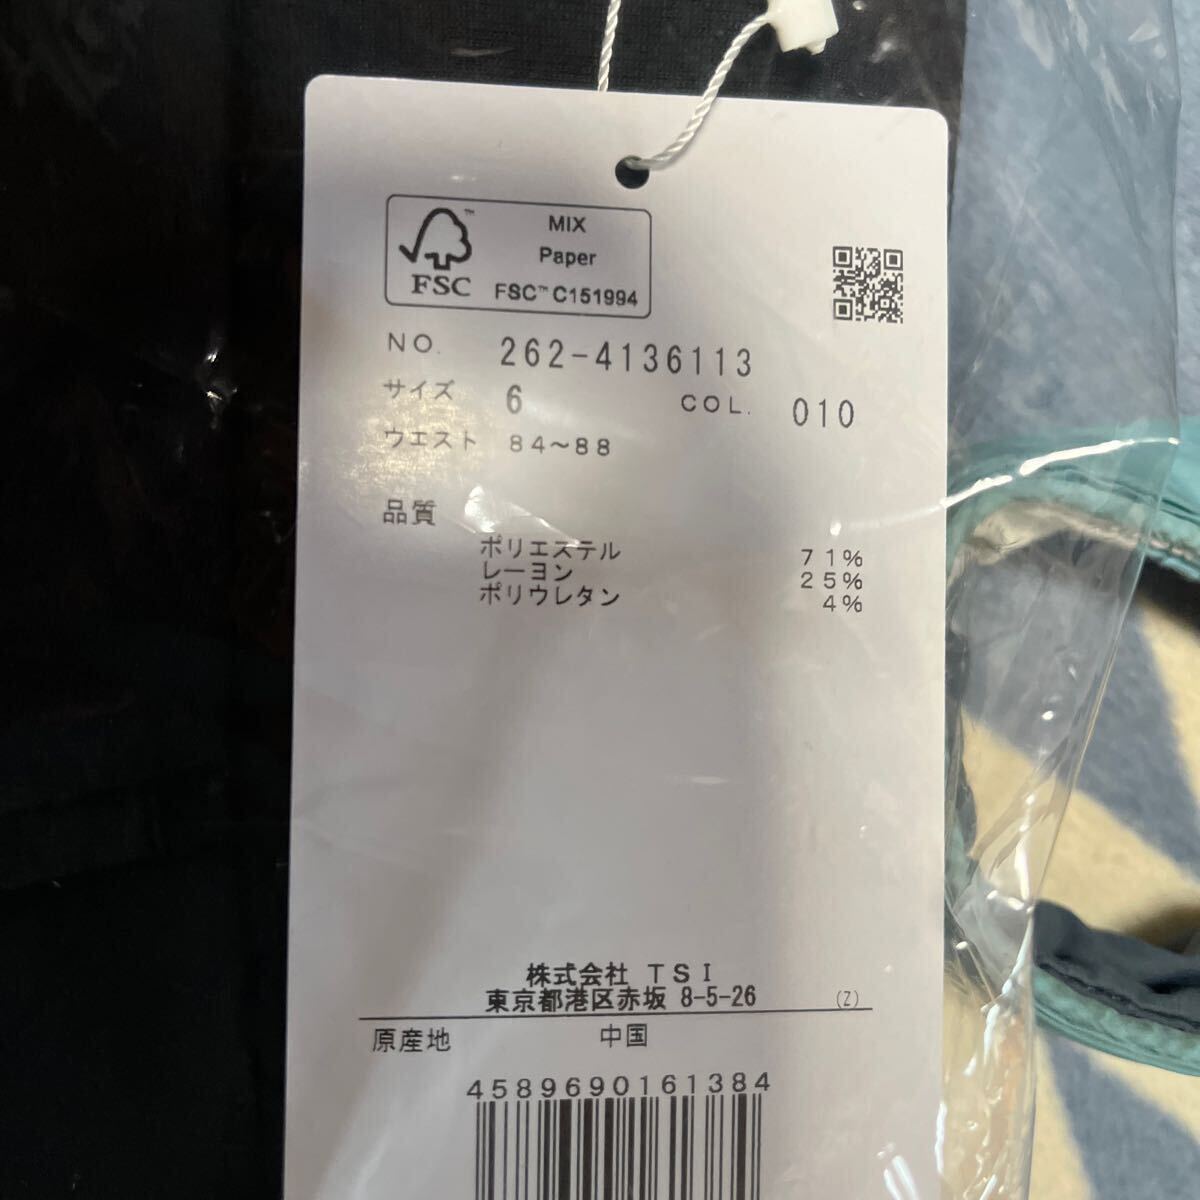 MIX
Paper
FSC™ C151994
FSC
NO. 262-4136113
サイズ 6 COL. 010
ウエスト 84〜88
品質
ポリエステル 71%
レーヨン 25%
ポリウレタン 4%
株式会社 TSI
東京都港区赤坂 8-5-26 (Z)
原産地 中国
4589690161384